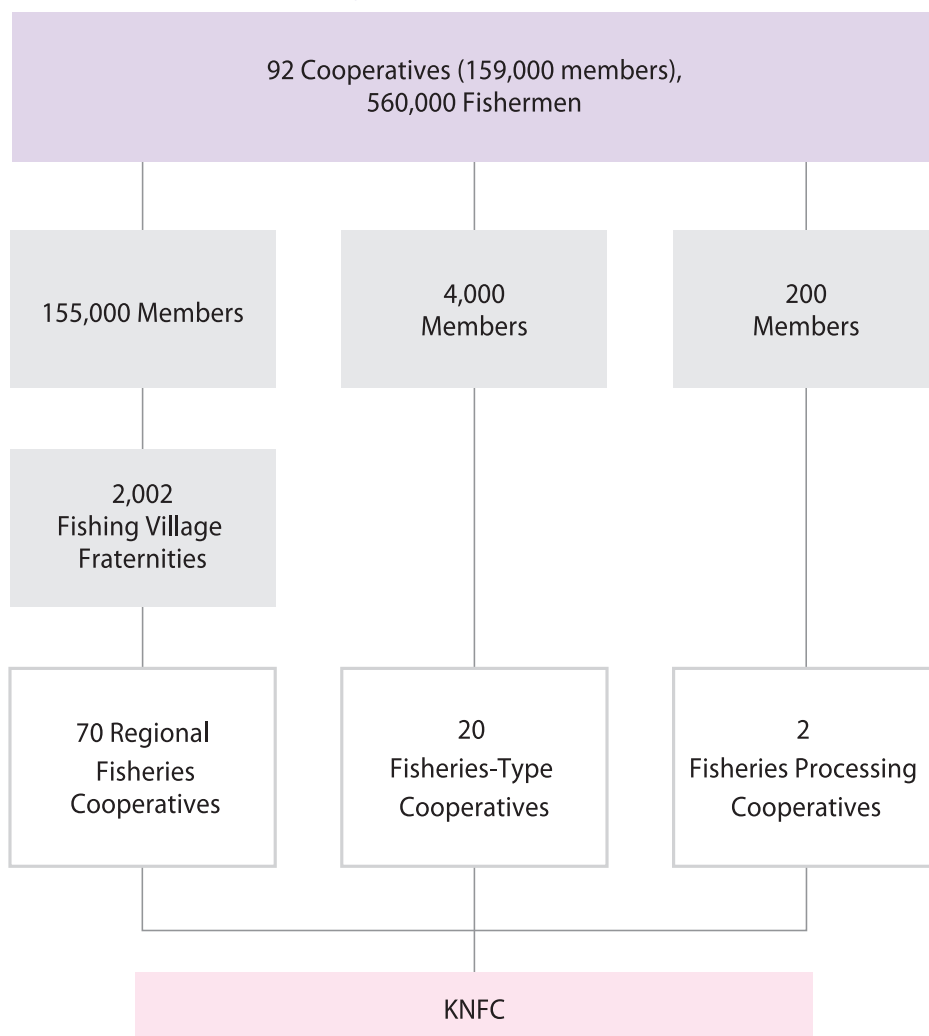 92 Cooperatives (159,000 members),
560,000 Fishermen
155,000 Members
4,000
Members
200
Members
2,002
Fishing Village
Fraternities
70 Regional
Fisheries
Cooperatives
20
Fisheries-Type
Cooperatives
2
Fisheries Processing
Cooperatives
KNFC